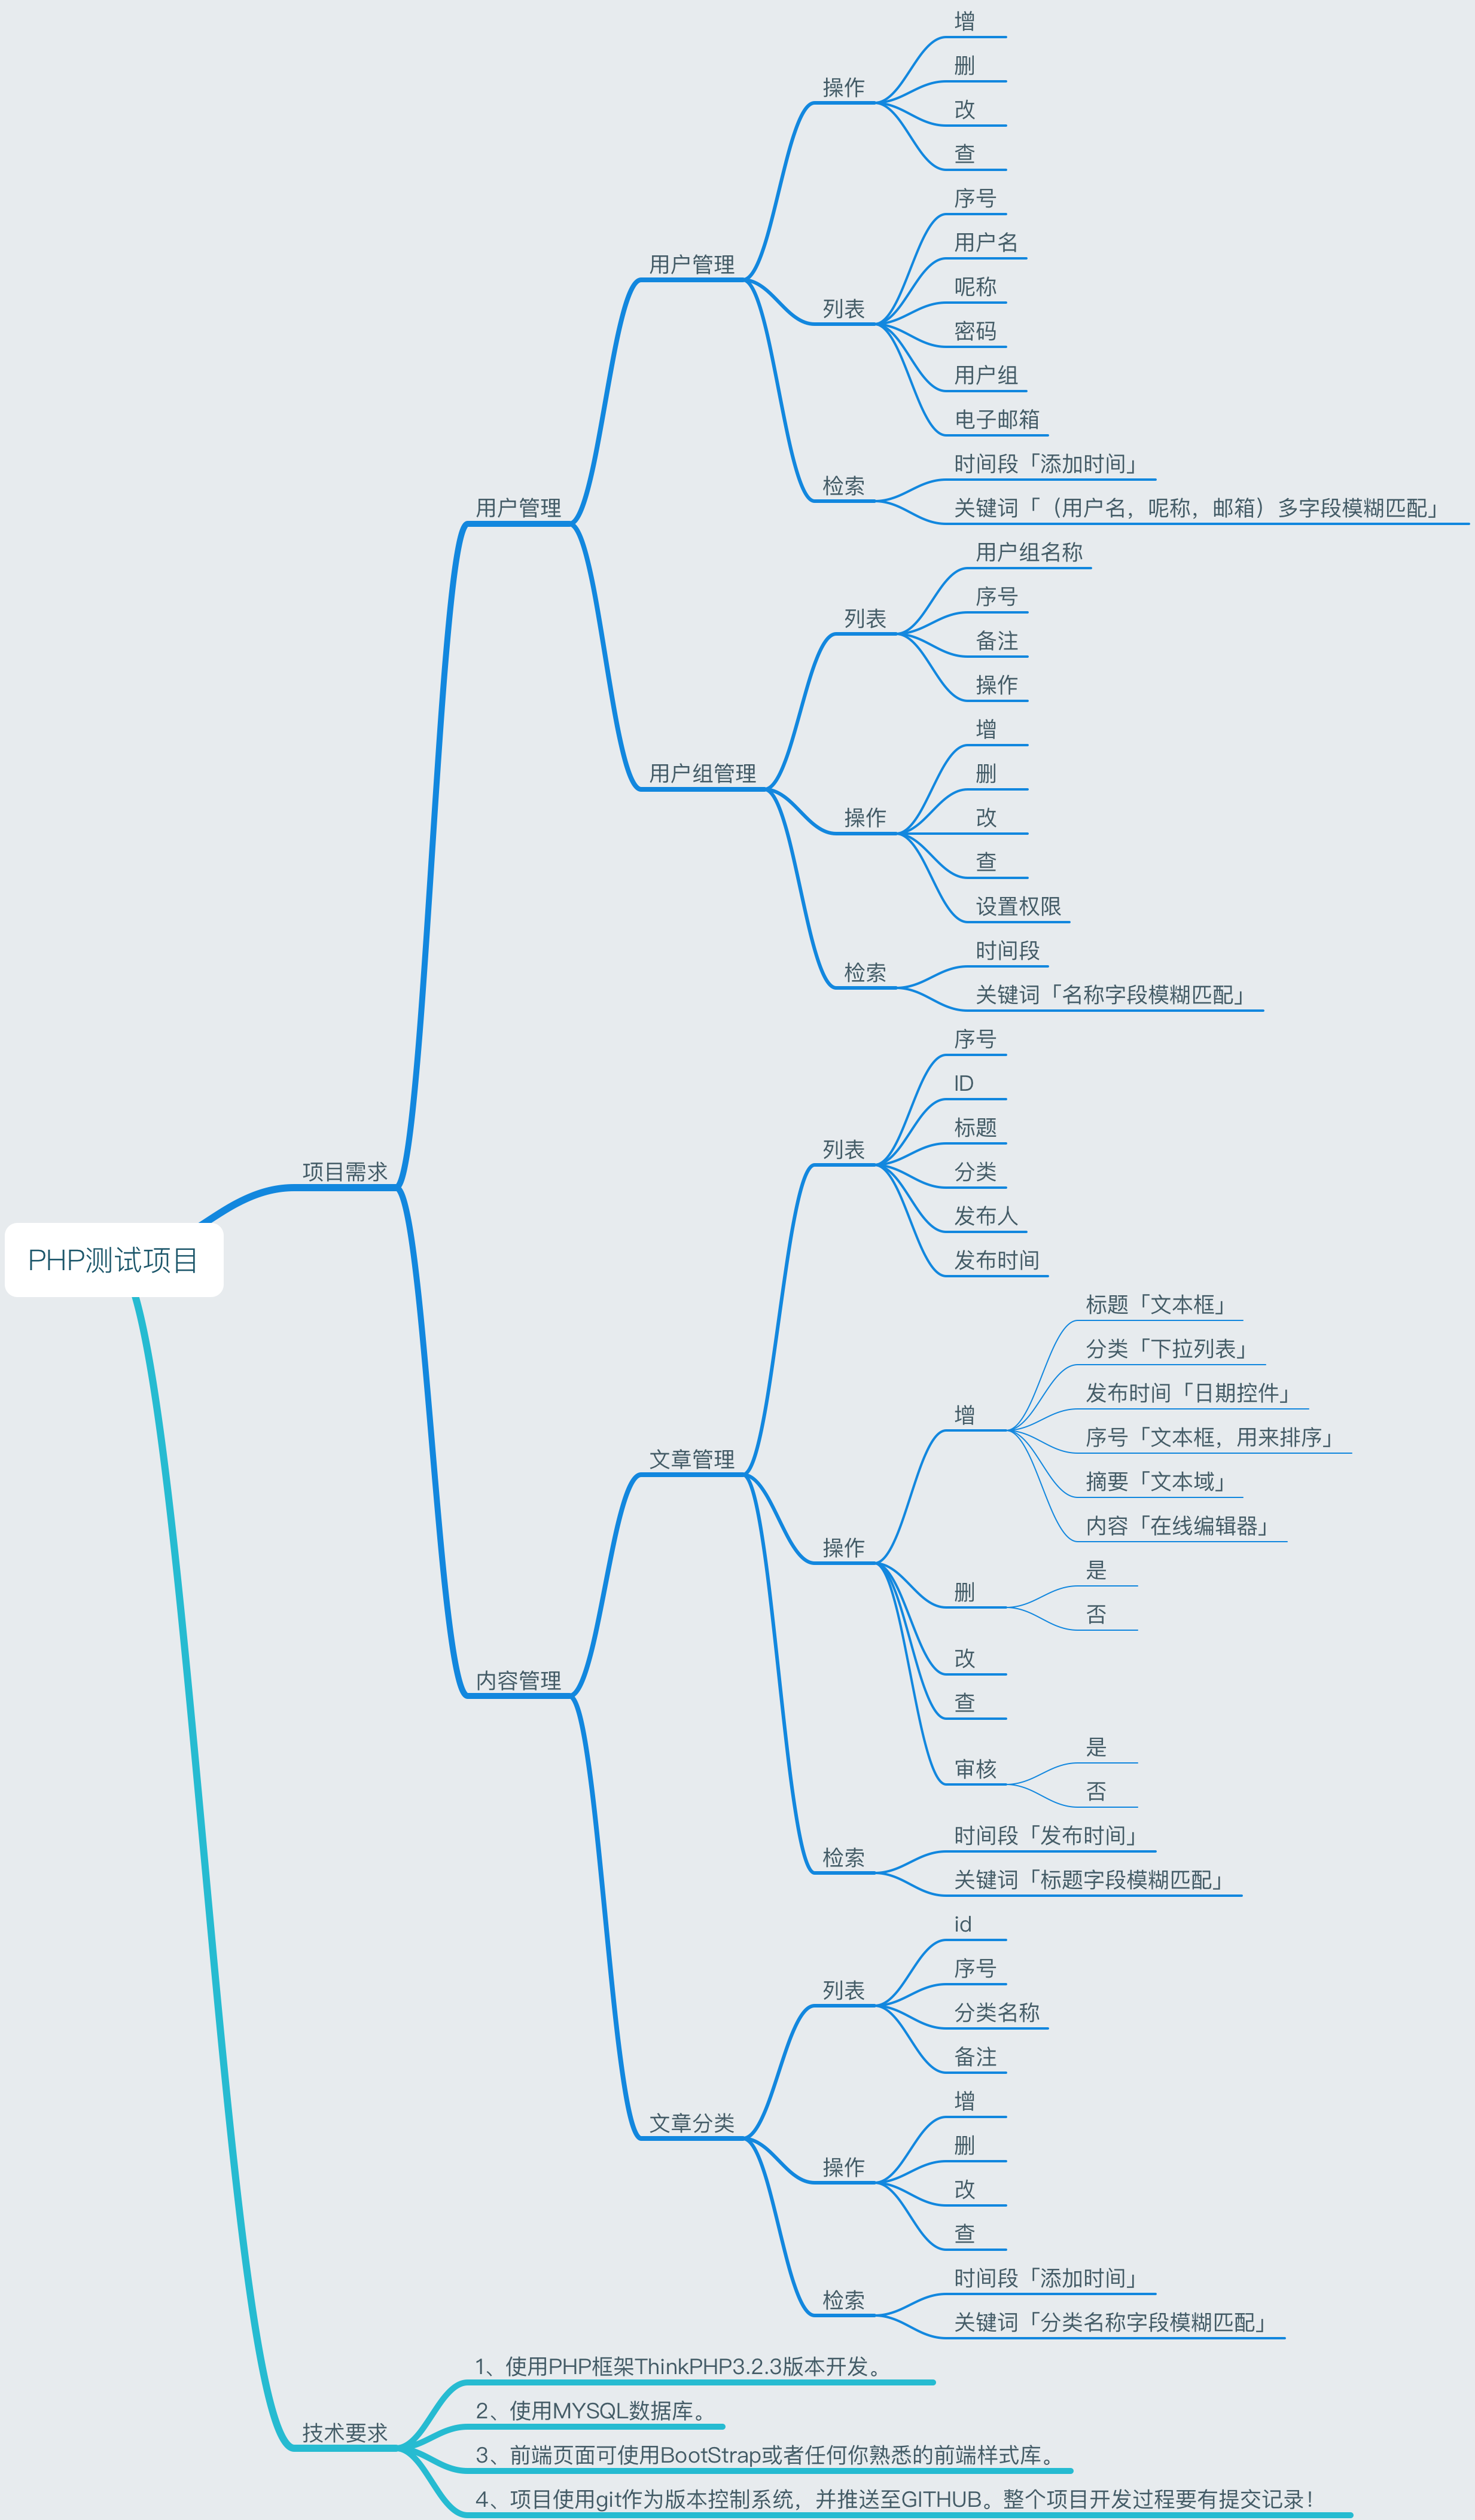 PHP测试项目
项目需求
用户管理
用户管理
操作
增
删
改
查
列表
序号
用户名
呢称
密码
用户组
电子邮箱
检索
时间段「添加时间」
关键词「（用户名，呢称，邮箱）多字段模糊匹配」
用户组管理
列表
用户组名称
序号
备注
操作
操作
增
删
改
查
设置权限
检索
时间段
关键词「名称字段模糊匹配」
内容管理
文章管理
列表
序号
ID
标题
分类
发布人
发布时间
操作
增
标题「文本框」
分类「下拉列表」
发布时间「日期控件」
序号「文本框，用来排序」
摘要「文本域」
内容「在线编辑器」
删
是
否
改
查
审核
是
否
检索
时间段「发布时间」
关键词「标题字段模糊匹配」
文章分类
列表
id
序号
分类名称
备注
操作
增
删
改
查
检索
时间段「添加时间」
关键词「分类名称字段模糊匹配」
技术要求
1、使用PHP框架ThinkPHP3.2.3版本开发。
2、使用MYSQL数据库。
3、前端页面可使用BootStrap或者任何你熟悉的前端样式库。
4、项目使用git作为版本控制系统，并推送至GITHUB。整个项目开发过程要有提交记录！